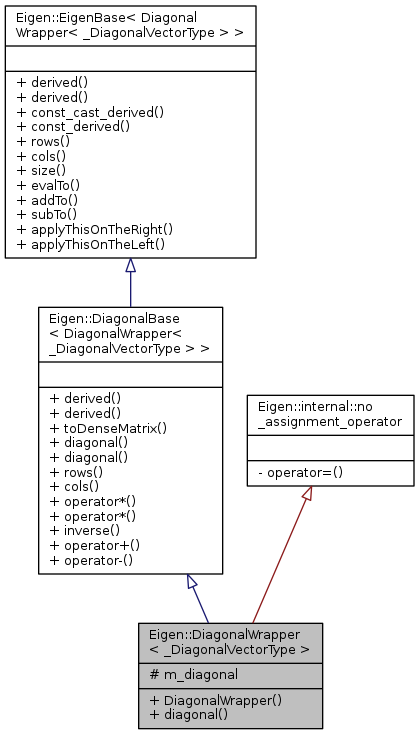 Eigen::EigenBase< Diagonal
Wrapper< _DiagonalVectorType > >
+ derived()
+ derived()
+ const_cast_derived()
+ const_derived()
+ rows()
+ cols()
+ size()
+ evalTo()
+ addTo()
+ subTo()
+ applyThisOnTheRight()
+ applyThisOnTheLeft()
Eigen::DiagonalBase
< DiagonalWrapper<
_DiagonalVectorType > >
+ derived()
+ derived()
+ toDenseMatrix()
+ diagonal()
+ diagonal()
+ rows()
+ cols()
+ operator*()
+ operator*()
+ inverse()
+ operator+()
+ operator-()
Eigen::internal::no
_assignment_operator
- operator=()
Eigen::DiagonalWrapper
< _DiagonalVectorType >
# m_diagonal
+ DiagonalWrapper()
+ diagonal()